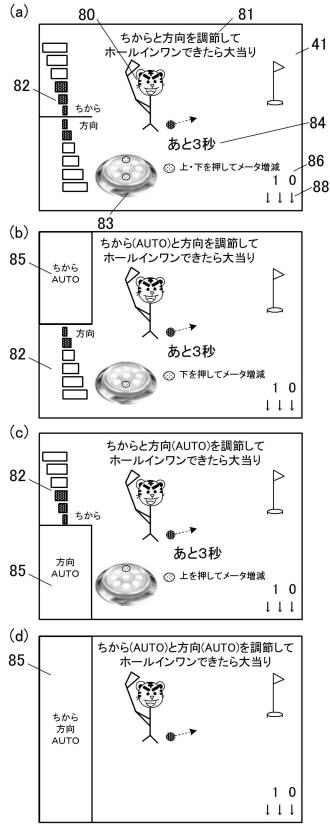 (a)
80
81
ちからと方向を調節して
ホールインワンできたら大当り
41
82
ちから
方向
あと3秒
84
上・下を押してメータ増減
86
1 0
88
↓↓↓
83
(b)
85
ちから
AUTO
ちから(AUTO)と方向を調節して
ホールインワンできたら大当り
82
方向
あと3秒
下を押してメータ増減
1 0
↓↓↓
(c)
ちからと方向(AUTO)を調節して
ホールインワンできたら大当り
82
ちから
あと3秒
方向
AUTO
85
上を押してメータ増減
1 0
↓↓↓
(d)
85
ちから(AUTO)と方向(AUTO)を調節して
ホールインワンできたら大当り
ちから
方向
AUTO
1 0
↓↓↓